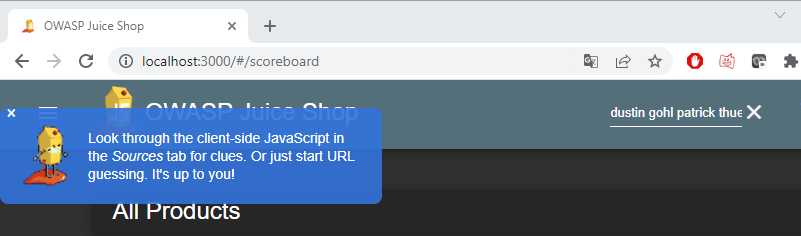 OWASP Juice Shop
localhost:3000/#/scoreboard
OWASP Juice Shop
dustin gohl patrick thue
Look through the client-side JavaScript in
the Sources tab for clues. Or just start URL
guessing. It's up to you!
All Products